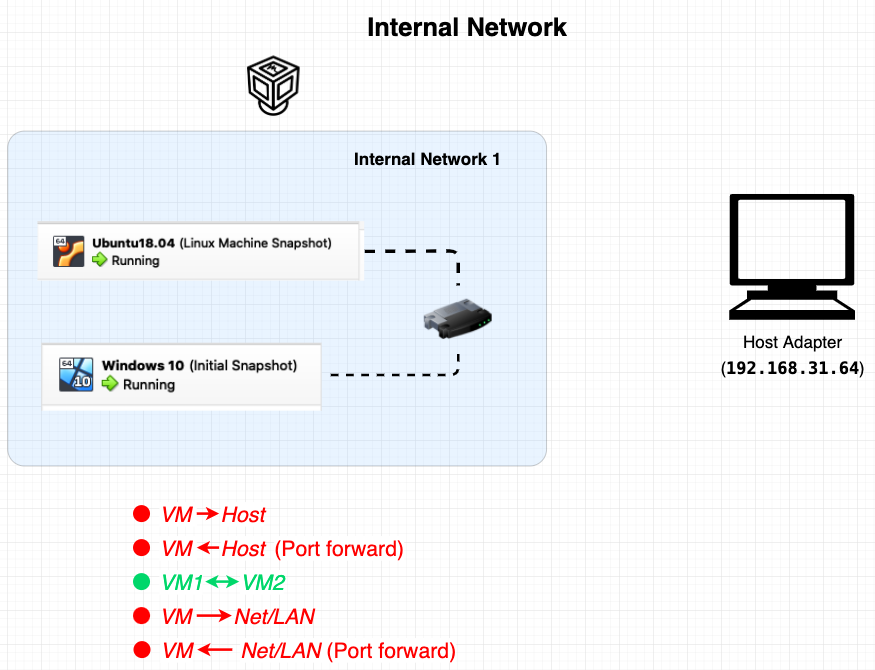 Internal Network
Internal Network 1
64
Ubuntu18.04 (Linux Machine Snapshot)
Running
64
10
Windows 10 (Initial Snapshot)
Running
Host Adapter
(192.168.31.64)
VM → Host
VM ← Host (Port forward)
VM1 ↔ VM2
VM → Net/LAN
VM ← Net/LAN (Port forward)